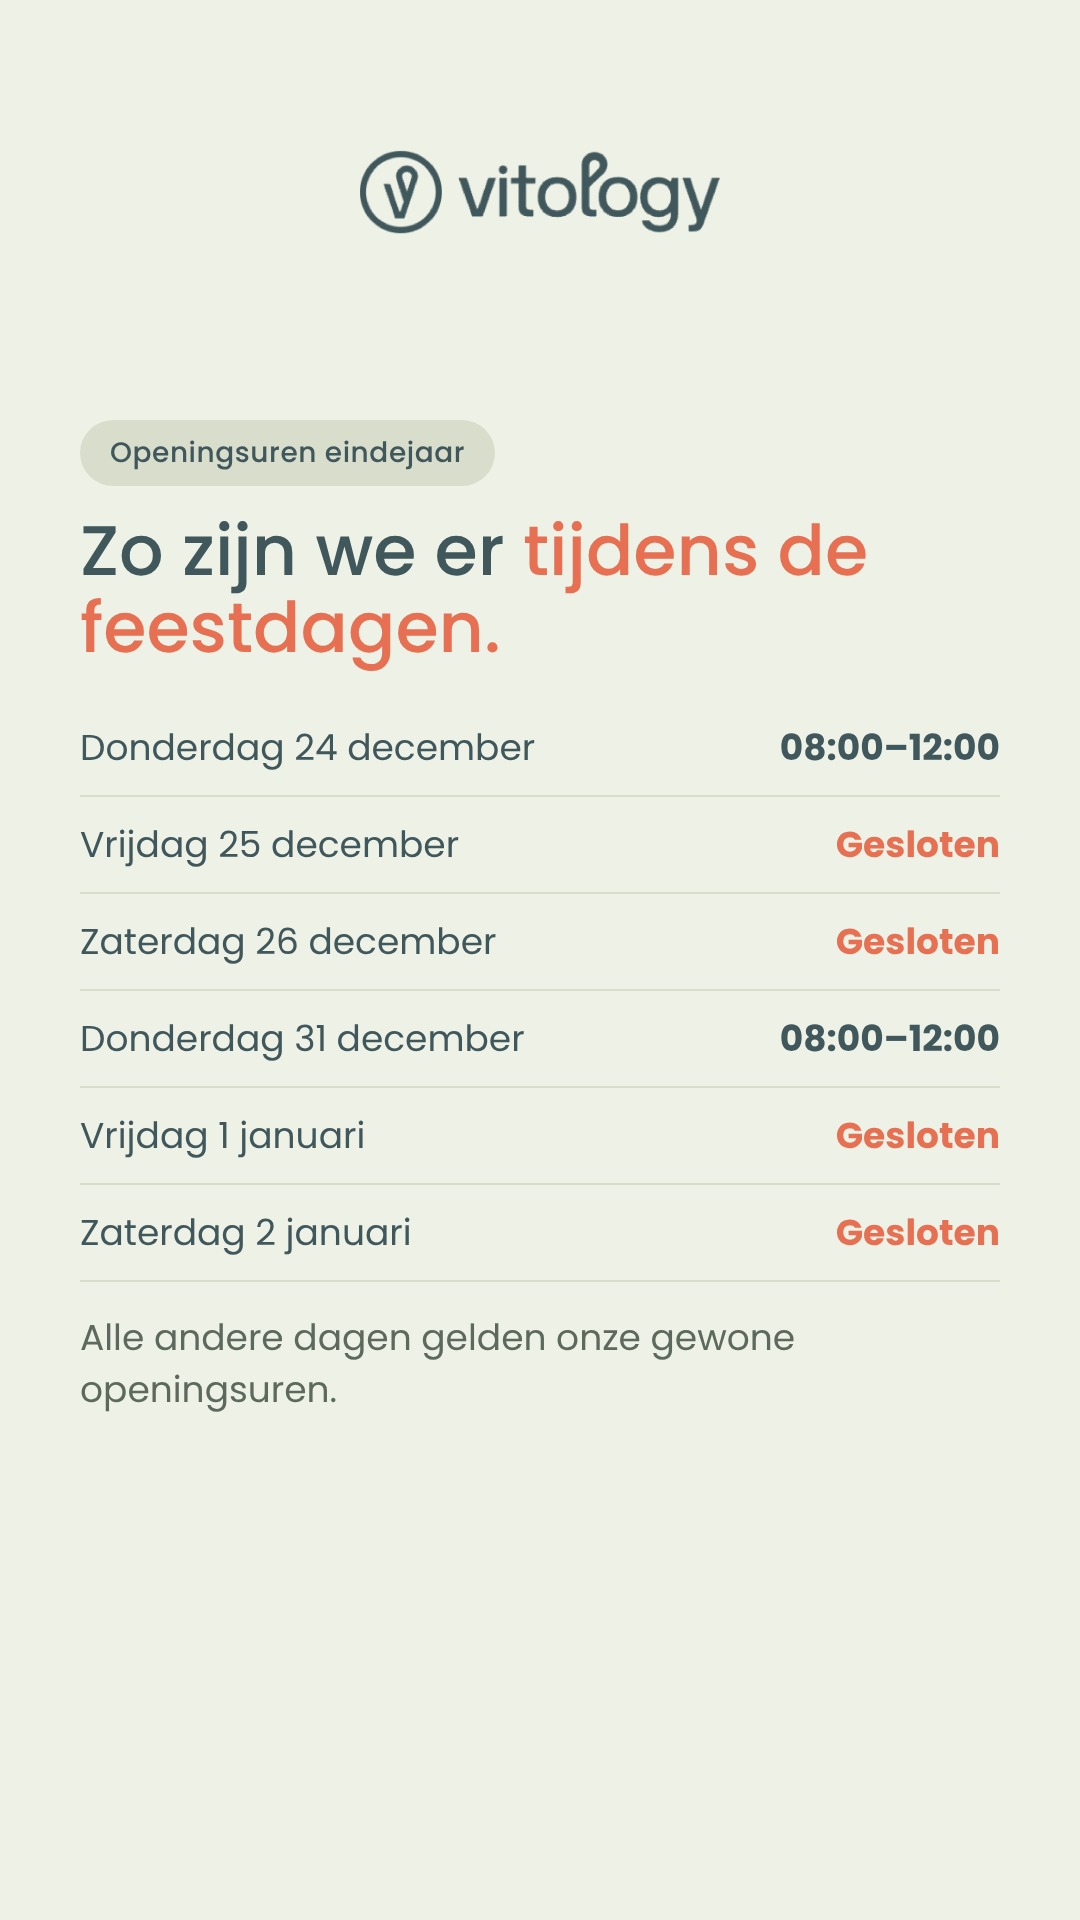 vitology
Openingsuren eindejaar
Zo zijn we er tijdens de
feestdagen.
Donderdag 24 december 08:00–12:00
Vrijdag 25 december Gesloten
Zaterdag 26 december Gesloten
Donderdag 31 december 08:00–12:00
Vrijdag 1 januari Gesloten
Zaterdag 2 januari Gesloten
Alle andere dagen gelden onze gewone
openingsuren.